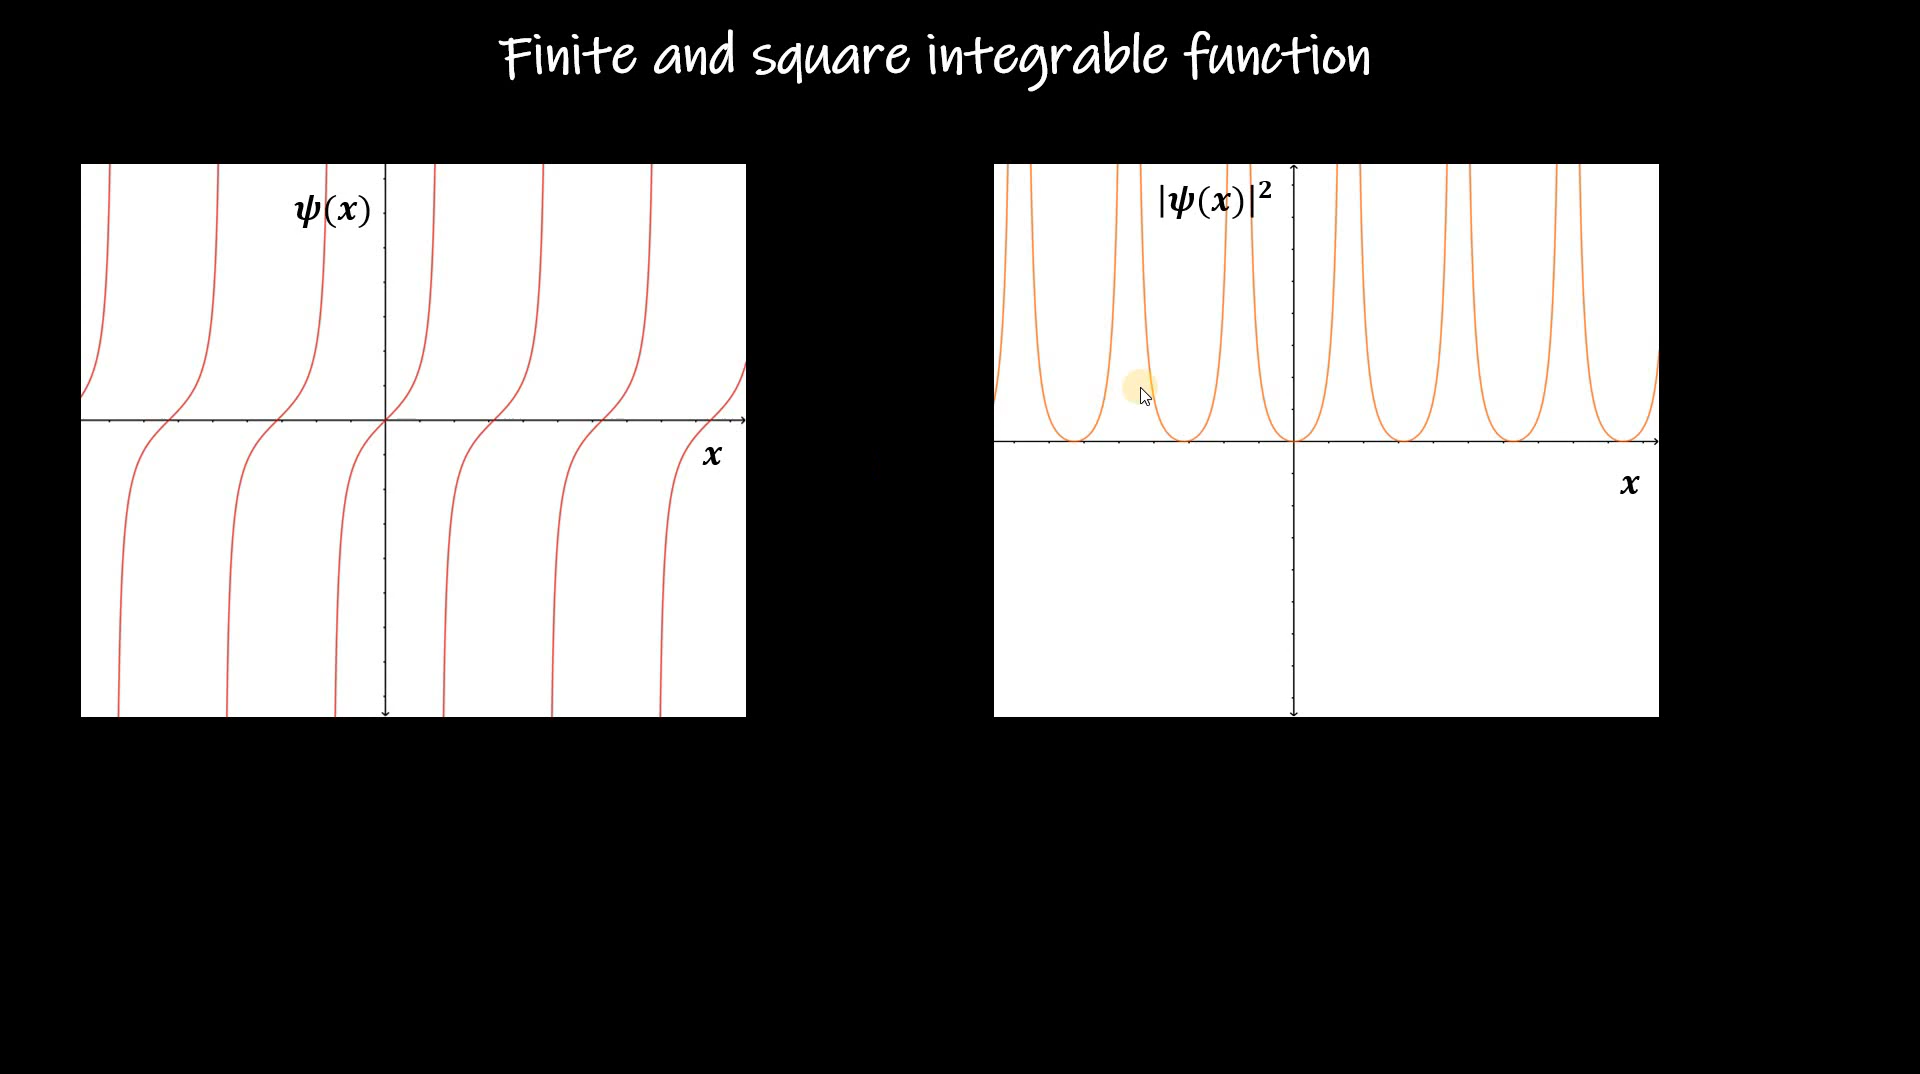 Finite and square integrable function
ψ(x)
|ψ(x)|²
x
x